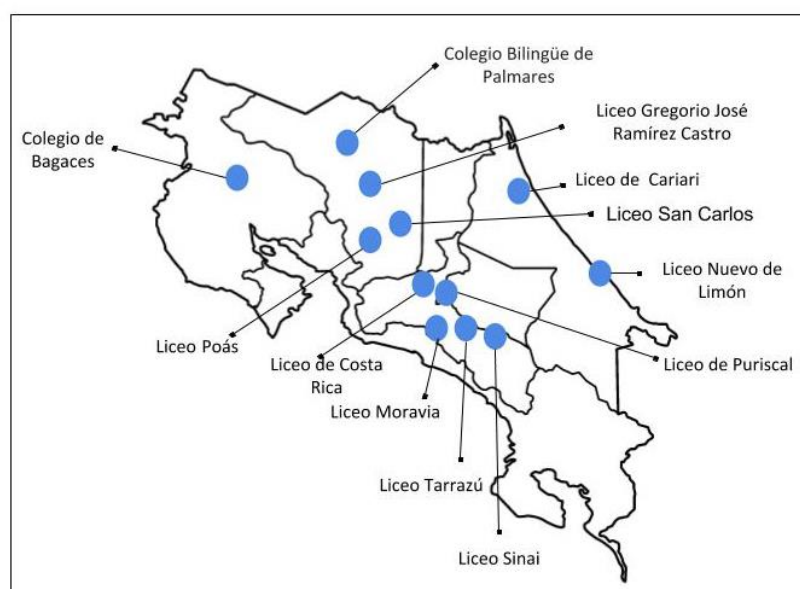 Colegio Bilingüe de
Palmares
Liceo Gregorio José
Ramírez Castro
Colegio de
Bagaces
Liceo de Cariari
Liceo San Carlos
Liceo Nuevo de
Limón
Liceo Poás
Liceo de Costa
Rica
Liceo de Puriscal
Liceo Moravia
Liceo Tarrazú
Liceo Sinai